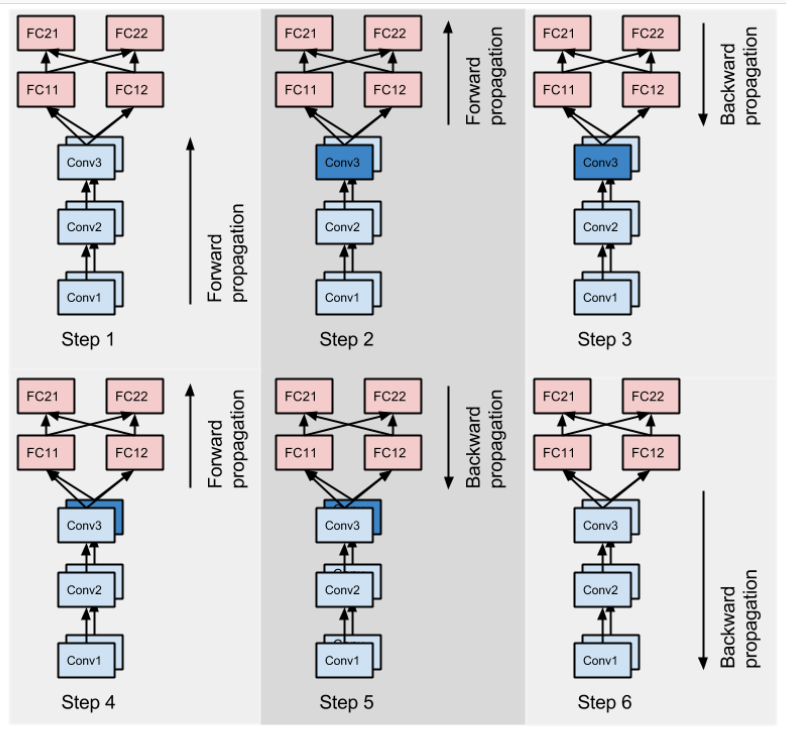 FC21 FC22 FC21 FC22 FC21 FC22
FC11 FC12 FC11 FC12 FC11 FC12
Forward
propagation
Backward
propagation
Conv3 Conv3 Conv3
Conv2 Conv2 Conv2
Forward
propagation
Conv1 Conv1 Conv1
Step 1 Step 2 Step 3
FC21 FC22 FC21 FC22 FC21 FC22
Forward
propagation
Backward
propagation
FC11 FC12 FC11 FC12 FC11 FC12
Conv3 Conv3 Conv3
Conv2 Conv2 Conv2
Backward
propagation
Conv1 Conv1 Conv1
Step 4 Step 5 Step 6